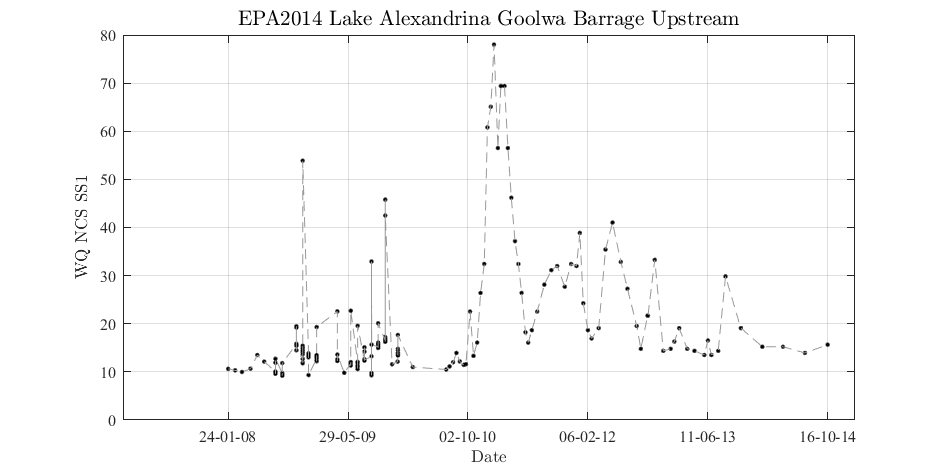 EPA2014 Lake Alexandrina Goolwa Barrage Upstream
WQ NCS SS1
80
70
60
50
40
30
20
10
0
24-01-08 29-05-09 02-10-10 06-02-12 11-06-13 16-10-14
Date